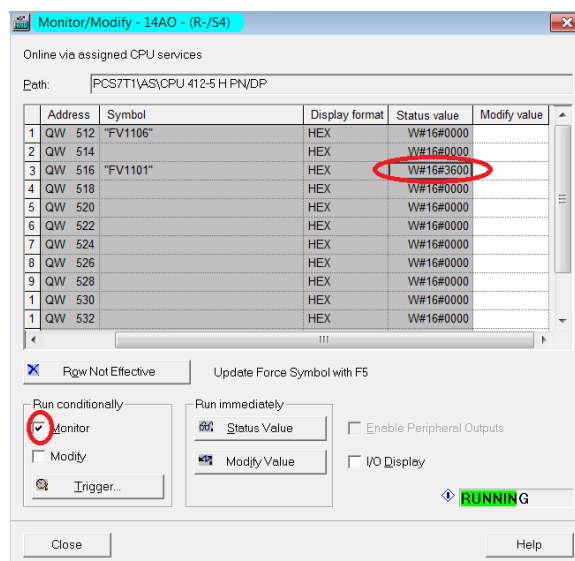 Monitor/Modify - 14AO - (R-/S4)
Online via assigned CPU services
Path: PCS7T1\AS\CPU 412-5 H PN/DP
Address Symbol Display format Status value Modify value
1 QW 512 "FV1106" HEX W#16#0000
2 QW 514 HEX W#16#0000
3 QW 516 "FV1101" HEX W#16#3600
4 QW 518 HEX W#16#0000
5 QW 520 HEX W#16#0000
6 QW 522 HEX W#16#0000
7 QW 524 HEX W#16#0000
8 QW 526 HEX W#16#0000
9 QW 528 HEX W#16#0000
1 QW 530 HEX W#16#0000
1 QW 532 HEX W#16#0000
Row Not Effective Update Force Symbol with F5
Run conditionally Run immediately
Monitor Status Value Enable Peripheral Outputs
Modify Modify Value I/O Display
Trigger...
RUNNING
Close Help